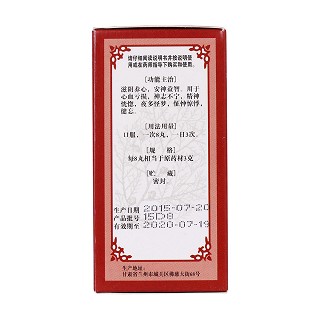 请仔细阅读说明书并按说明使
用或在药师指导下购买和使用。
【功能主治】
滋阴养心，安神益智。用于
心血亏损，神志不宁，精神
恍惚，夜多怪梦，怔忡惊悸，
健忘。
【用法用量】
口服，一次8丸，一日3次。
【规 格】
每8丸相当于原药材3克
【贮 藏】
密封。
生产日期 2015-07-20
产品批号 15D8
有效期至 2020-07-19
生产地址：
甘肃省兰州市城关区佛慈大街68号